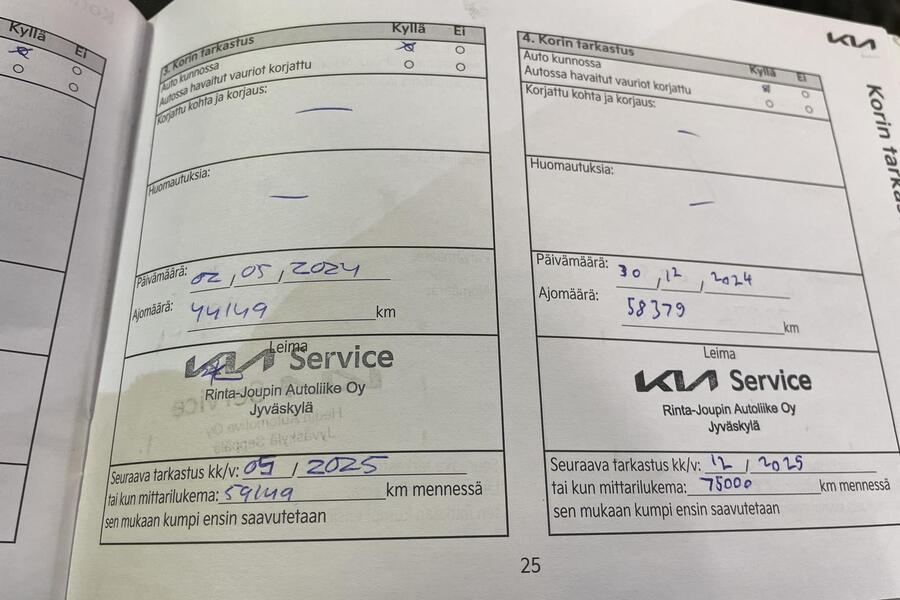 Kyllä Ei
3. Korin tarkastus Kyllä Ei
Auto kunnossa
Autossa havaitut vauriot korjattu
Korjattu kohta ja korjaus: —
Huomautuksia: —
Päivämäärä: 02, 05, 2024
Ajomäärä: 44149 km
Leima
KIA Service
Rinta-Joupin Autoliike Oy
Jyväskylä
Seuraava tarkastus kk/v: 05 / 2025
tai kun mittarilukema: 59149 km mennessä
sen mukaan kumpi ensin saavutetaan
4. Korin tarkastus Kyllä Ei
Auto kunnossa
Autossa havaitut vauriot korjattu
Korjattu kohta ja korjaus: —
Huomautuksia: —
Päivämäärä: 30, 12, 2024
Ajomäärä: 58379 km
Leima
KIA Service
Rinta-Joupin Autoliike Oy
Jyväskylä
Seuraava tarkastus kk/v: 12 / 2025
tai kun mittarilukema: 75000 km mennessä
sen mukaan kumpi ensin saavutetaan
25
KIA